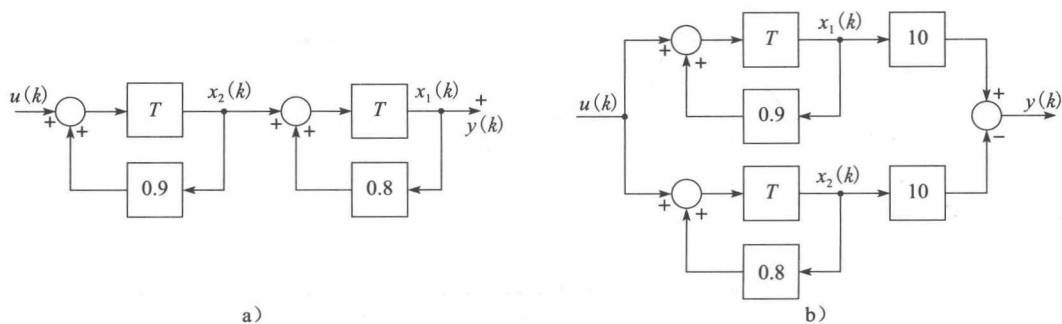 u(k)
+
+
T
x₂(k)
+
+
T
x₁(k)
+
y(k)
0.9
0.8
a)
u(k)
+
+
T
x₁(k)
10
0.9
+
−
y(k)
+
+
T
x₂(k)
10
0.8
b)